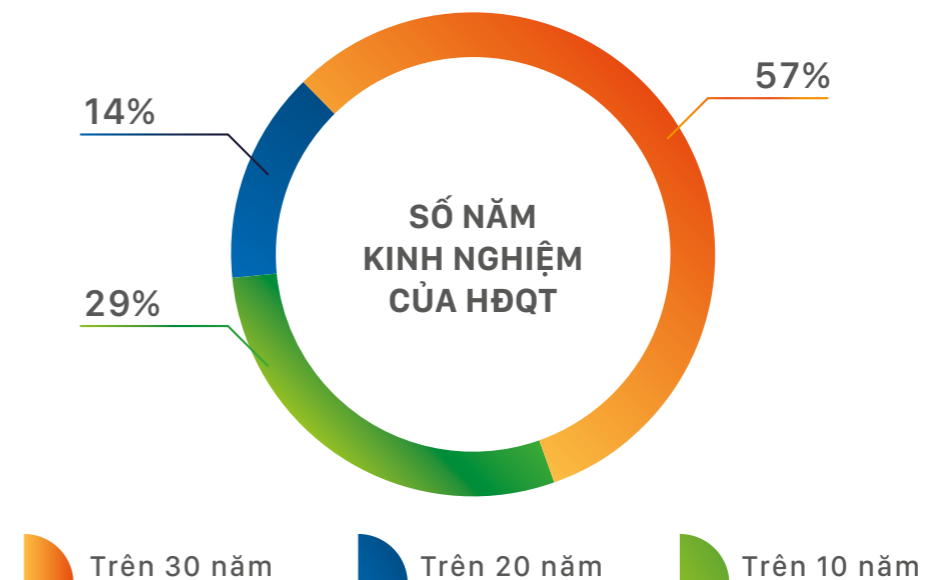 57%
14%
SỐ NĂM
KINH NGHIỆM
CỦA HĐQT
29%
Trên 30 năm
Trên 20 năm
Trên 10 năm